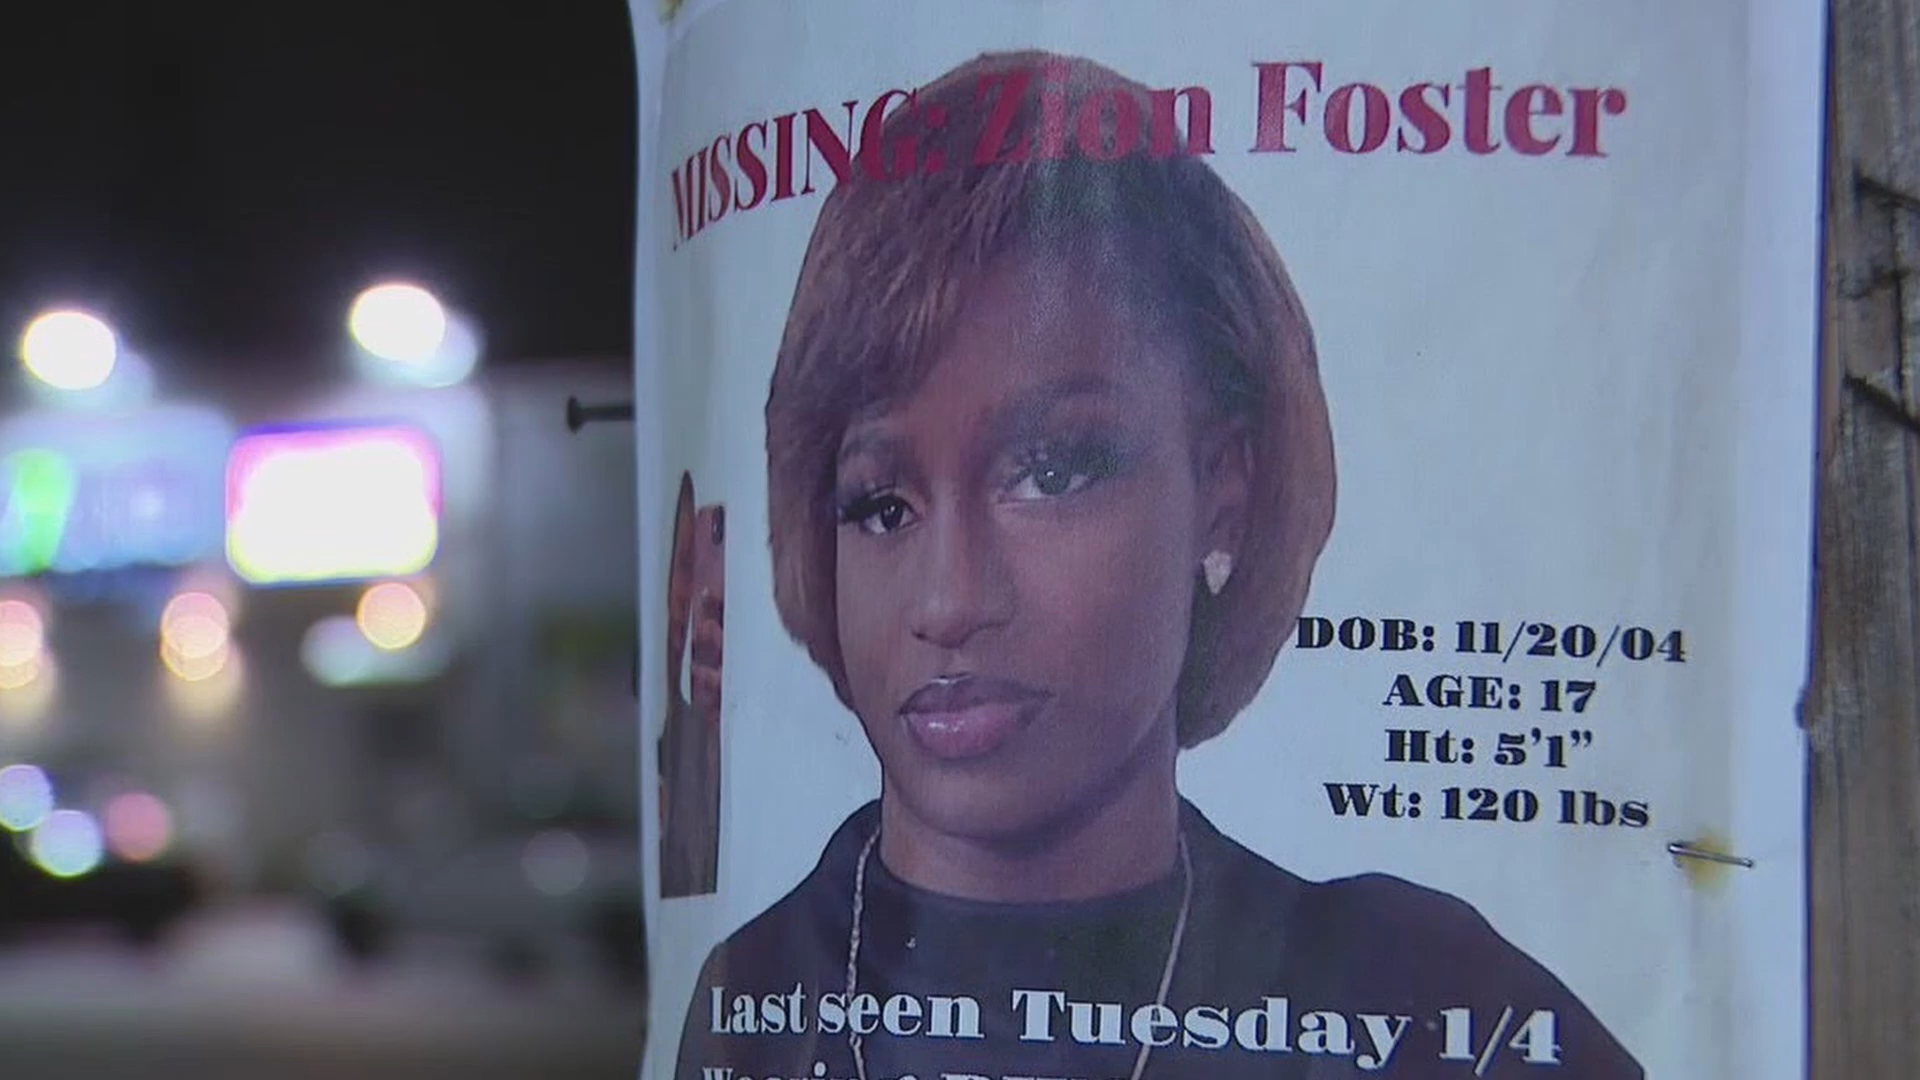 MISSING: Zion Foster
DOB: 11/20/04
AGE: 17
Ht: 5’1”
Wt: 120 lbs
Last seen Tuesday 1/4